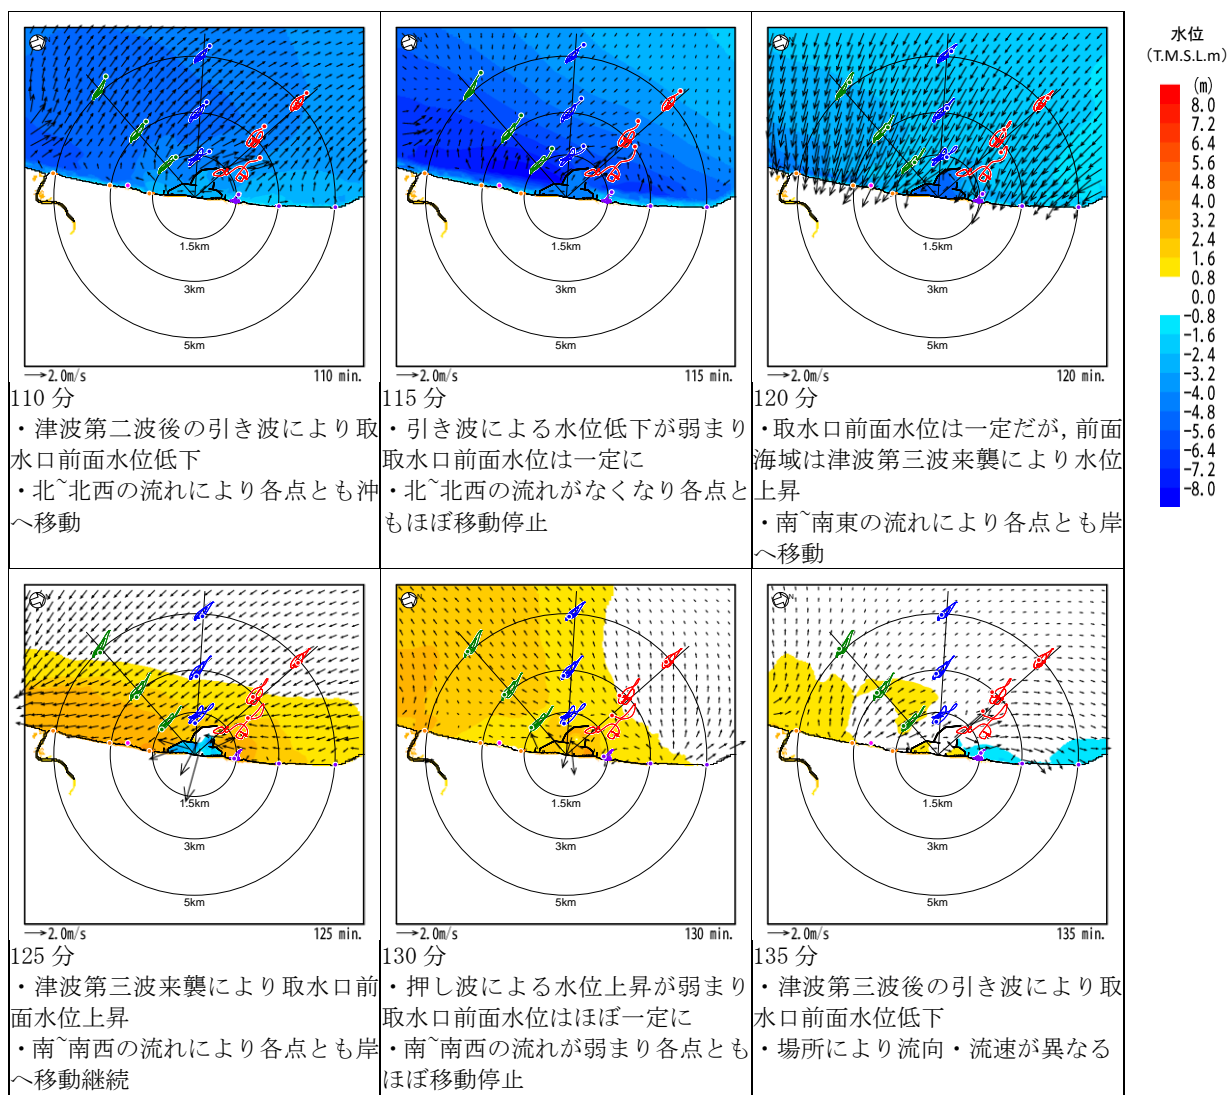 水位
(T.M.S.L.m)
(m)
8.0
7.2
6.4
5.6
4.8
4.0
3.2
2.4
1.6
0.8
0.0
-0.8
-1.6
-2.4
-3.2
-4.0
-4.8
-5.6
-6.4
-7.2
-8.0
1.5km
3km
5km
→2.0m/s
110 min.
110 分
・津波第二波後の引き波により取
水口前面水位低下
・北~北西の流れにより各点とも沖
へ移動
1.5km
3km
5km
→2.0m/s
115 min.
115 分
・引き波による水位低下が弱まり
取水口前面水位は一定に
・北~北西の流れがなくなり各点と
もほぼ移動停止
1.5km
3km
5km
→2.0m/s
120 min.
120 分
・取水口前面水位は一定だが，前面
海域は津波第三波来襲により水位
上昇
・南~南東の流れにより各点とも岸
へ移動
1.5km
3km
5km
→2.0m/s
125 min.
125 分
・津波第三波来襲により取水口前
面水位上昇
・南~南西の流れにより各点とも岸
へ移動継続
1.5km
3km
5km
→2.0m/s
130 min.
130 分
・押し波による水位上昇が弱まり
取水口前面水位はほぼ一定に
・南~南西の流れが弱まり各点とも
ほぼ移動停止
1.5km
3km
5km
→2.0m/s
135 min.
135 分
・津波第三波後の引き波により取
水口前面水位低下
・場所により流向・流速が異なる